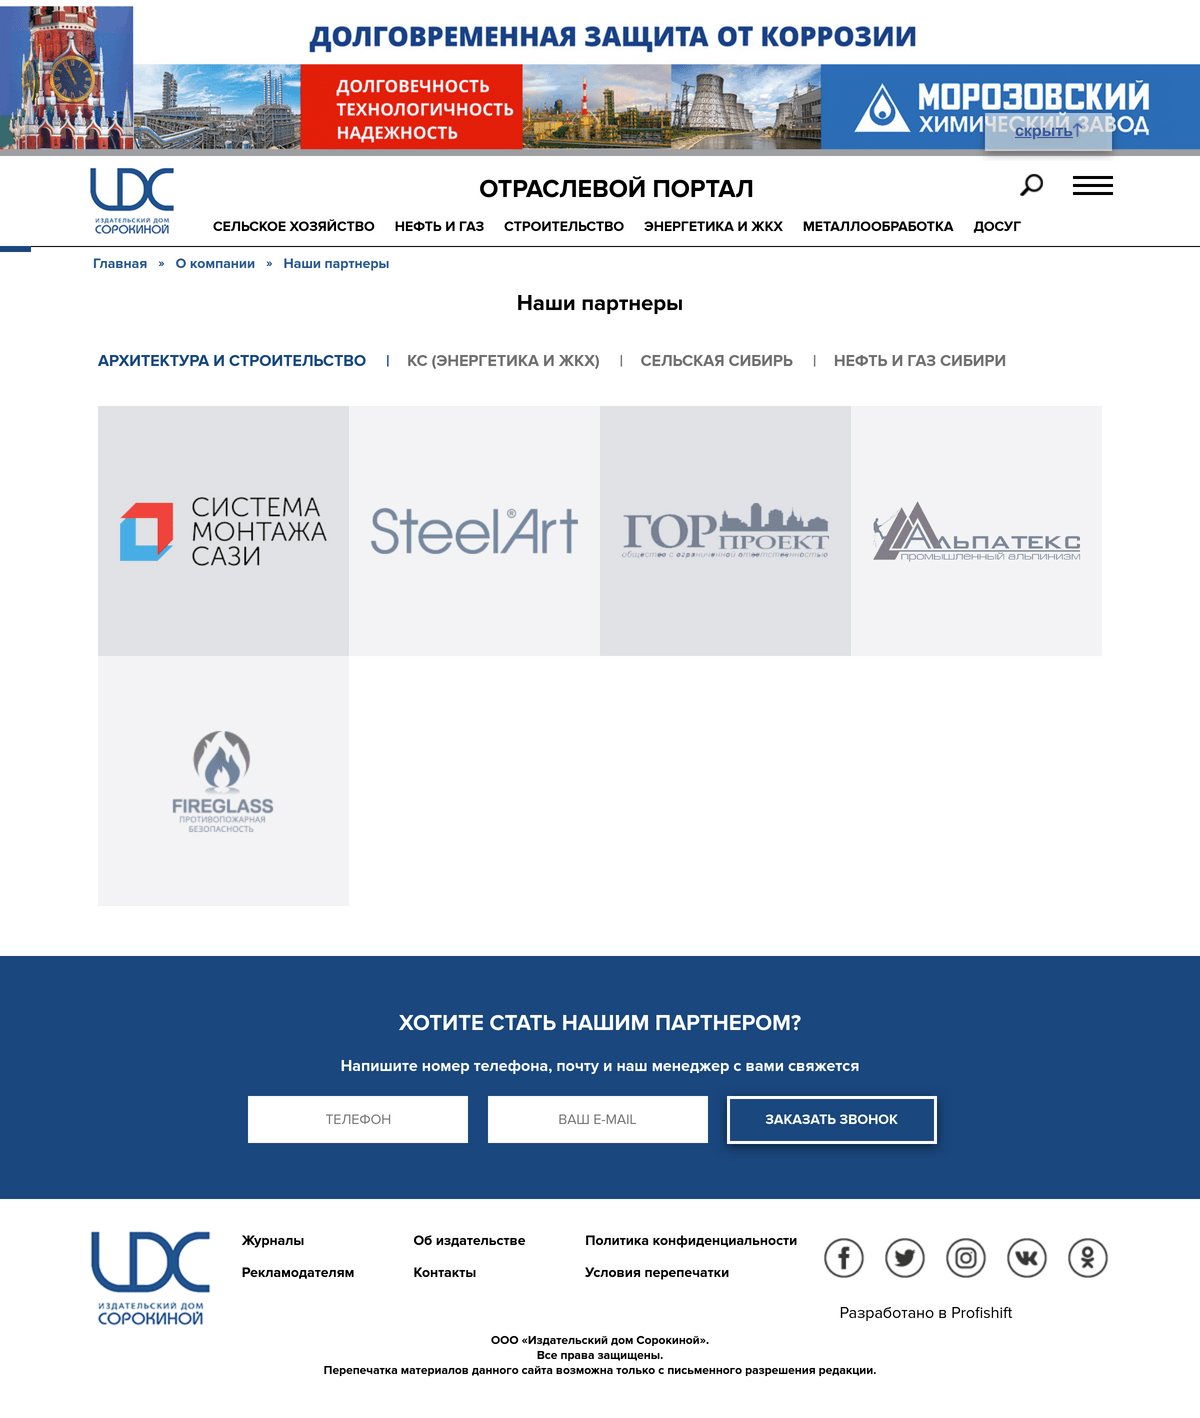 ДОЛГОВРЕМЕННАЯ ЗАЩИТА ОТ КОРРОЗИИ
ДОЛГОВЕЧНОСТЬ
ТЕХНОЛОГИЧНОСТЬ
НАДЕЖНОСТЬ
МОРОЗОВСКИЙ
ХИМИЧЕСКИЙ ЗАВОД
скрыть↑
ИЗДАТЕЛЬСКИЙ ДОМ
СОРОКИНОЙ
ОТРАСЛЕВОЙ ПОРТАЛ
СЕЛЬСКОЕ ХОЗЯЙСТВО НЕФТЬ И ГАЗ СТРОИТЕЛЬСТВО ЭНЕРГЕТИКА И ЖКХ МЕТАЛЛООБРАБОТКА ДОСУГ
Главная » О компании » Наши партнеры
Наши партнеры
АРХИТЕКТУРА И СТРОИТЕЛЬСТВО | КС (ЭНЕРГЕТИКА И ЖКХ) | СЕЛЬСКАЯ СИБИРЬ | НЕФТЬ И ГАЗ СИБИРИ
СИСТЕМА
МОНТАЖА
САЗИ
Steel®Art
ГОРПРОЕКТ
общество с ограниченной ответственностью
АЛЬПАТЕКС
промышленный альпинизм
FIREGLASS
ПРОТИВОПОЖАРНАЯ
БЕЗОПАСНОСТЬ
ХОТИТЕ СТАТЬ НАШИМ ПАРТНЕРОМ?
Напишите номер телефона, почту и наш менеджер с вами свяжется
ТЕЛЕФОН ВАШ E-MAIL ЗАКАЗАТЬ ЗВОНОК
ИЗДАТЕЛЬСКИЙ ДОМ
СОРОКИНОЙ
Журналы Об издательстве Политика конфиденциальности
Рекламодателям Контакты Условия перепечатки
Разработано в Profishift
ООО «Издательский дом Сорокиной».
Все права защищены.
Перепечатка материалов данного сайта возможна только с письменного разрешения редакции.